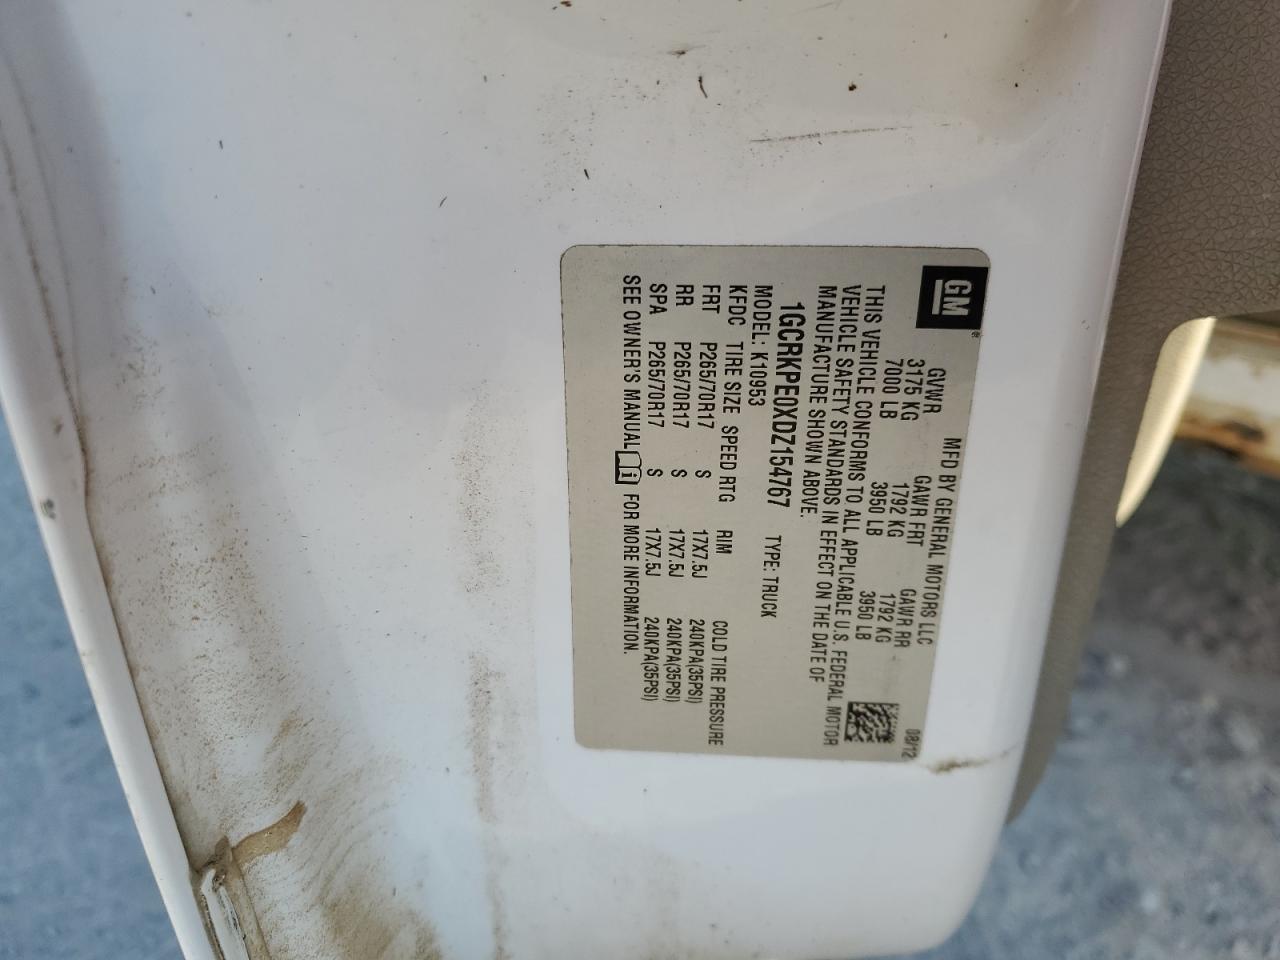 GM
MFD BY GENERAL MOTORS LLC 08/12
GVWR GAWR FRT GAWR RR
3175 KG 1792 KG 1792 KG
7000 LB 3950 LB 3950 LB
THIS VEHICLE CONFORMS TO ALL APPLICABLE U.S. FEDERAL MOTOR
VEHICLE SAFETY STANDARDS IN EFFECT ON THE DATE OF
MANUFACTURE SHOWN ABOVE.
1GCRKPE0XDZ154767 TYPE: TRUCK
MODEL: K10953
KFDC TIRE SIZE SPEED RTG RIM COLD TIRE PRESSURE
FRT P265/70R17 S 17X7.5J 240KPA(35PSI)
RR P265/70R17 S 17X7.5J 240KPA(35PSI)
SPA P265/70R17 S 17X7.5J 240KPA(35PSI)
SEE OWNER'S MANUAL FOR MORE INFORMATION.